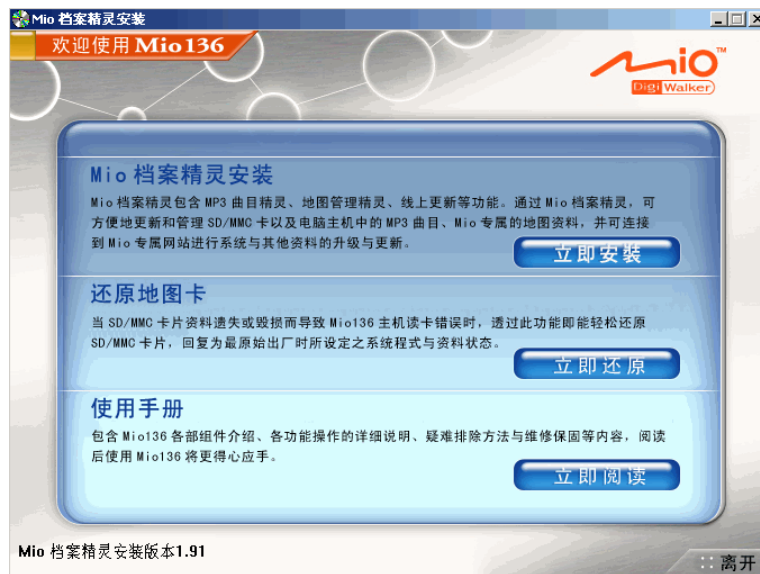 Mio 档案精灵安装
欢迎使用 Mio136
Mio™
DigiWalker
Mio 档案精灵安装
Mio 档案精灵包含 MP3 曲目精灵、地图管理精灵、线上更新等功能。通过 Mio 档案精灵，可
方便地更新和管理 SD/MMC 卡以及电脑主机中的 MP3 曲目、Mio 专属的地图资料，并可连接
到 Mio 专属网站进行系统与其他资料的升级与更新。
立即安装
还原地图卡
当 SD/MMC 卡片资料遗失或毁损而导致 Mio136 主机读卡错误时，透过此功能即能轻松还原
SD/MMC 卡片，回复为最原始出厂时所设定之系统程式与资料状态。
立即还原
使用手册
包含 Mio136 各部组件介绍、各功能操作的详细说明、疑难排除方法与维修保固等内容，阅读
后使用 Mio136 将更得心应手。
立即阅读
Mio 档案精灵安装版本1.91
离开